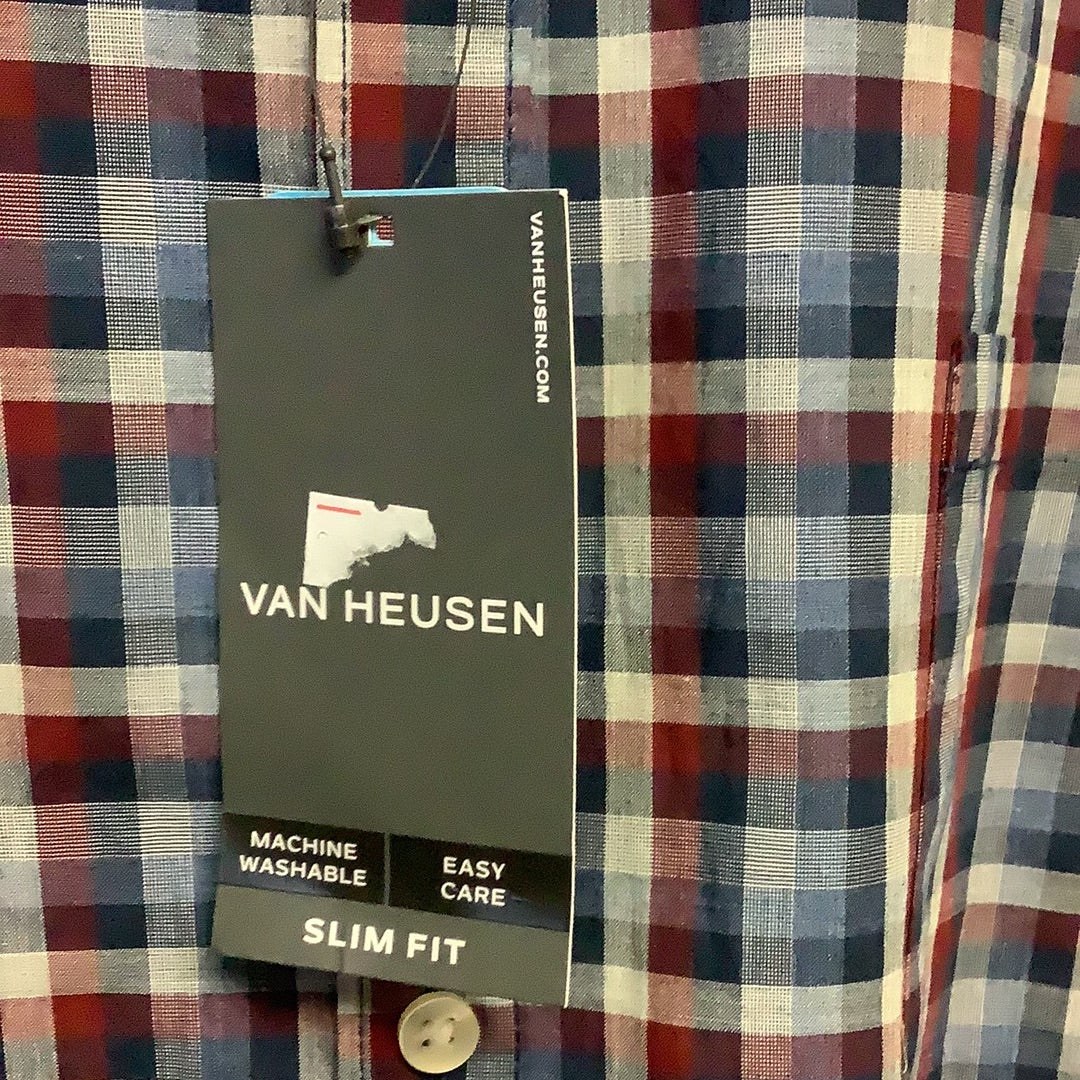 VANHEUSEN.COM
VAN HEUSEN
MACHINE
WASHABLE
EASY
CARE
SLIM FIT